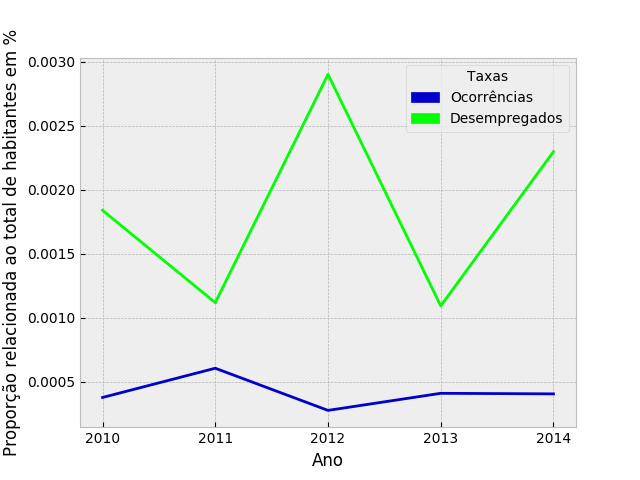 Proporção relacionada ao total de habitantes em %
0.0030
0.0025
0.0020
0.0015
0.0010
0.0005
Taxas
Ocorrências
Desempregados
2010 2011 2012 2013 2014
Ano